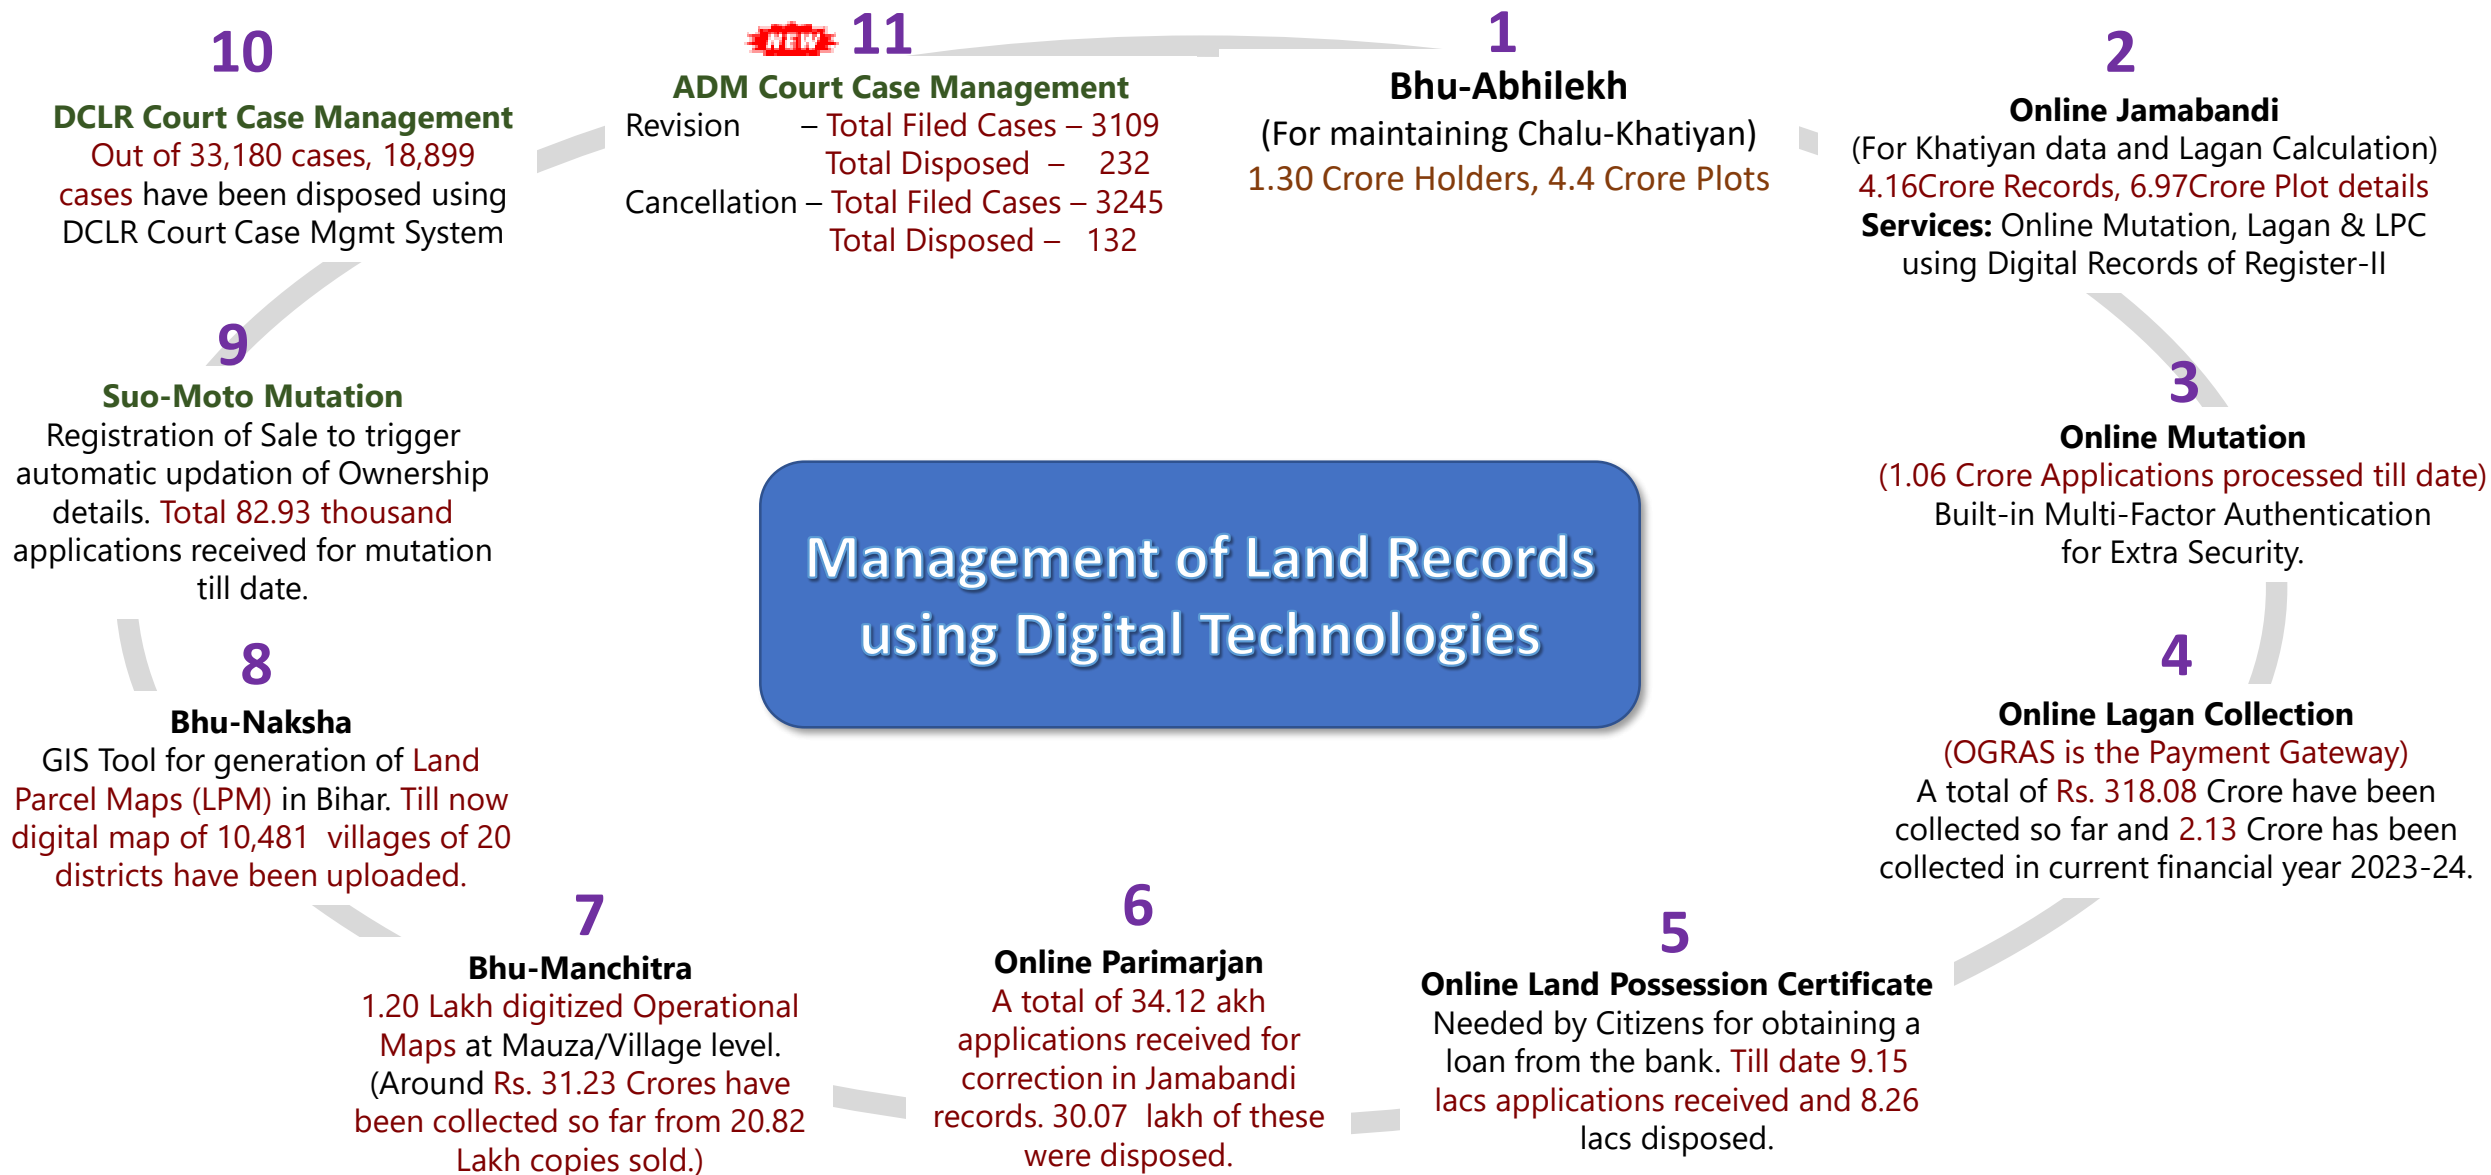 Management of Land Records
using Digital Technologies
1
Bhu-Abhilekh
(For maintaining Chalu-Khatiyan)
1.30 Crore Holders, 4.4 Crore Plots
2
Online Jamabandi
(For Khatiyan data and Lagan Calculation)
4.16Crore Records, 6.97Crore Plot details
Services: Online Mutation, Lagan & LPC
using Digital Records of Register-II
3
Online Mutation
(1.06 Crore Applications processed till date)
Built-in Multi-Factor Authentication
for Extra Security.
4
Online Lagan Collection
(OGRAS is the Payment Gateway)
A total of Rs. 318.08 Crore have been
collected so far and 2.13 Crore has been
collected in current financial year 2023-24.
5
Online Land Possession Certificate
Needed by Citizens for obtaining a
loan from the bank. Till date 9.15
lacs applications received and 8.26
lacs disposed.
6
Online Parimarjan
A total of 34.12 akh
applications received for
correction in Jamabandi
records. 30.07 lakh of these
were disposed.
7
Bhu-Manchitra
1.20 Lakh digitized Operational
Maps at Mauza/Village level.
(Around Rs. 31.23 Crores have
been collected so far from 20.82
Lakh copies sold.)
8
Bhu-Naksha
GIS Tool for generation of Land
Parcel Maps (LPM) in Bihar. Till now
digital map of 10,481 villages of 20
districts have been uploaded.
9
Suo-Moto Mutation
Registration of Sale to trigger
automatic updation of Ownership
details. Total 82.93 thousand
applications received for mutation
till date.
10
DCLR Court Case Management
Out of 33,180 cases, 18,899
cases have been disposed using
DCLR Court Case Mgmt System
NEW 11
ADM Court Case Management
Revision – Total Filed Cases – 3109
Total Disposed – 232
Cancellation – Total Filed Cases – 3245
Total Disposed – 132